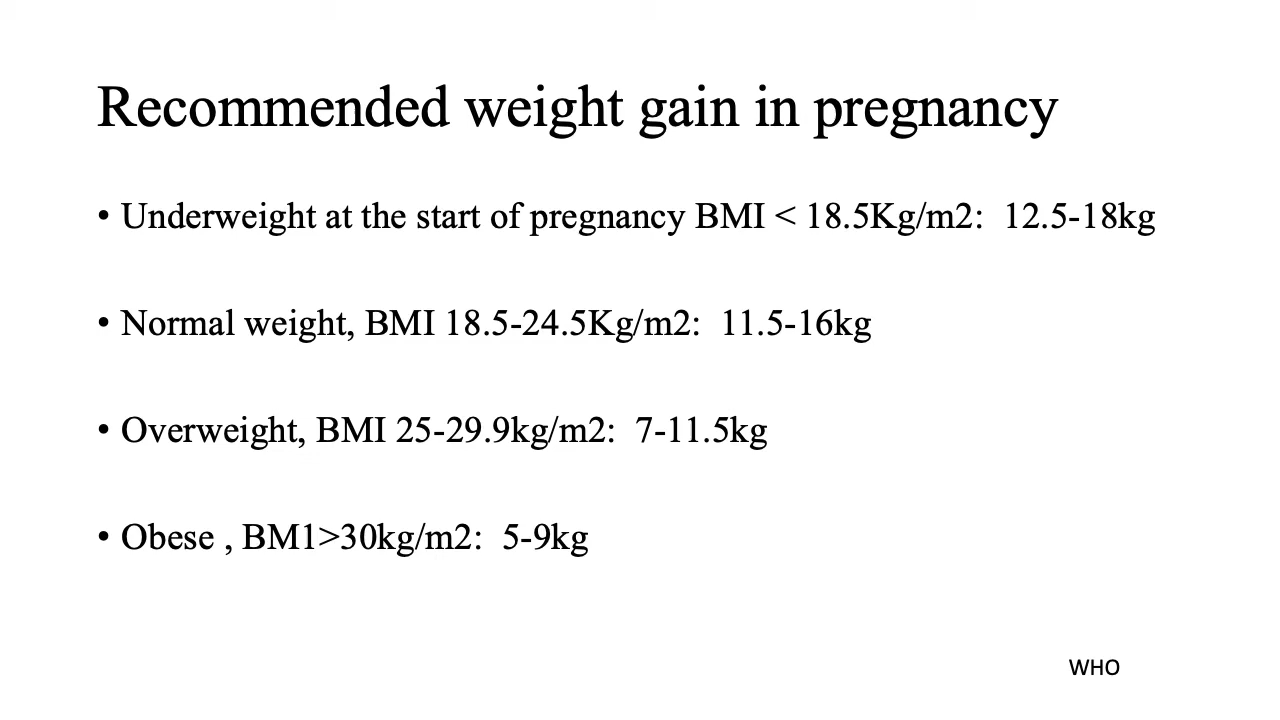 Recommended weight gain in pregnancy
• Underweight at the start of pregnancy BMI < 18.5Kg/m2:  12.5-18kg
• Normal weight, BMI 18.5-24.5Kg/m2:  11.5-16kg
• Overweight, BMI 25-29.9kg/m2:  7-11.5kg
• Obese , BM1>30kg/m2:  5-9kg
WHO